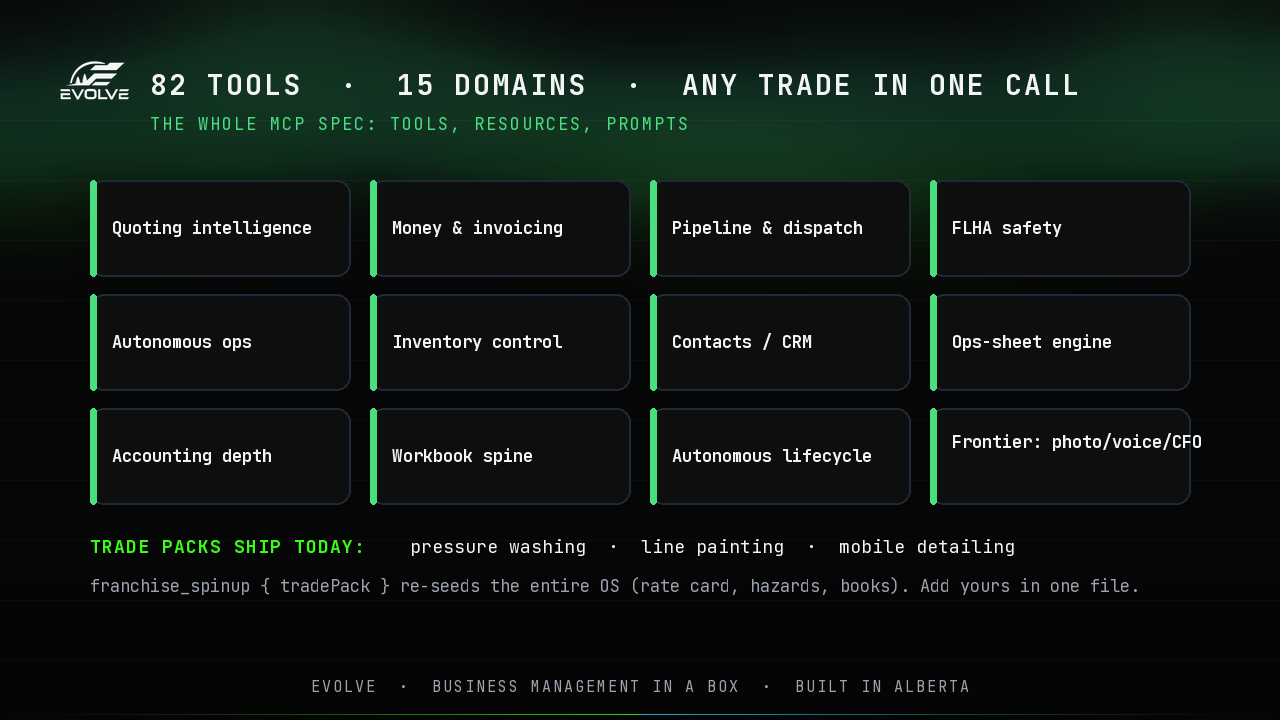 EVOLVE
82 TOOLS · 15 DOMAINS · ANY TRADE IN ONE CALL
THE WHOLE MCP SPEC: TOOLS, RESOURCES, PROMPTS
Quoting intelligence
Money & invoicing
Pipeline & dispatch
FLHA safety
Autonomous ops
Inventory control
Contacts / CRM
Ops-sheet engine
Accounting depth
Workbook spine
Autonomous lifecycle
Frontier: photo/voice/CFO
TRADE PACKS SHIP TODAY: pressure washing · line painting · mobile detailing
franchise_spinup { tradePack } re-seeds the entire OS (rate card, hazards, books). Add yours in one file.
EVOLVE · BUSINESS MANAGEMENT IN A BOX · BUILT IN ALBERTA